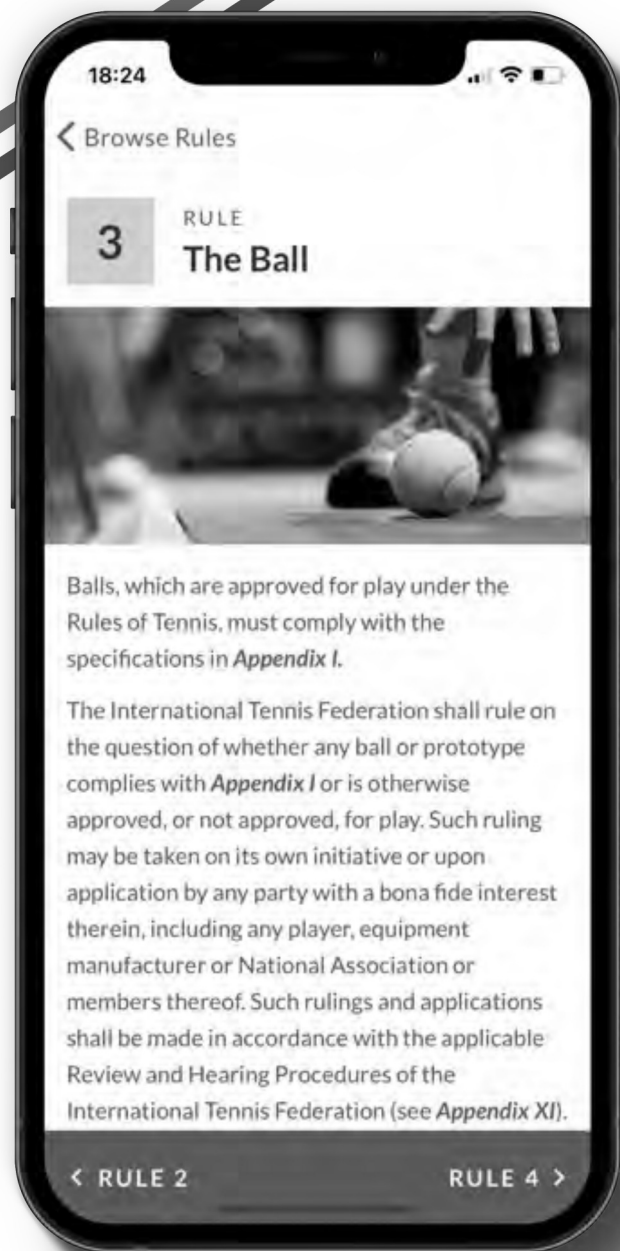 18:24
Browse Rules
3
RULE
The Ball
Balls, which are approved for play under the
Rules of Tennis, must comply with the
specifications in Appendix I.
The International Tennis Federation shall rule on
the question of whether any ball or prototype
complies with Appendix I or is otherwise
approved, or not approved, for play. Such ruling
may be taken on its own initiative or upon
application by any party with a bona fide interest
therein, including any player, equipment
manufacturer or National Association or
members thereof. Such rulings and applications
shall be made in accordance with the applicable
Review and Hearing Procedures of the
International Tennis Federation (see Appendix XI).
< RULE 2
RULE 4 >